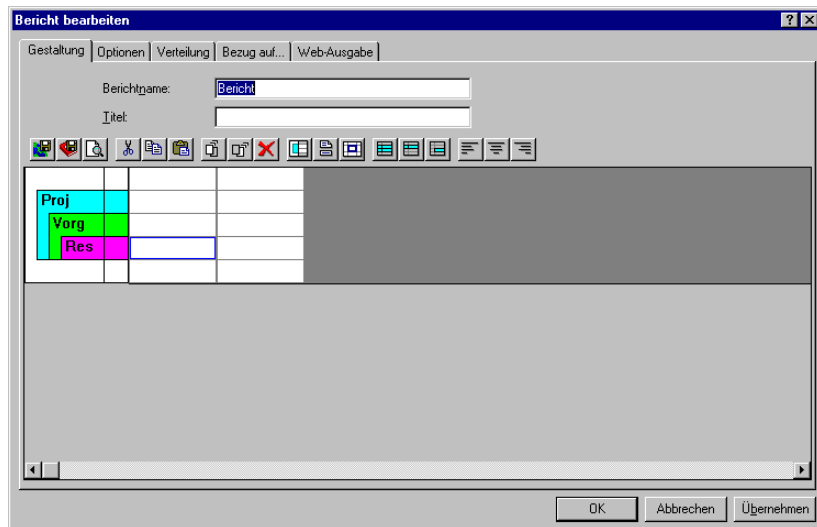 Bericht bearbeiten
Gestaltung Optionen Verteilung Bezug auf... Web-Ausgabe
Berichtname: Bericht
Titel:
Proj
Vorg
Res
OK Abbrechen Übernehmen